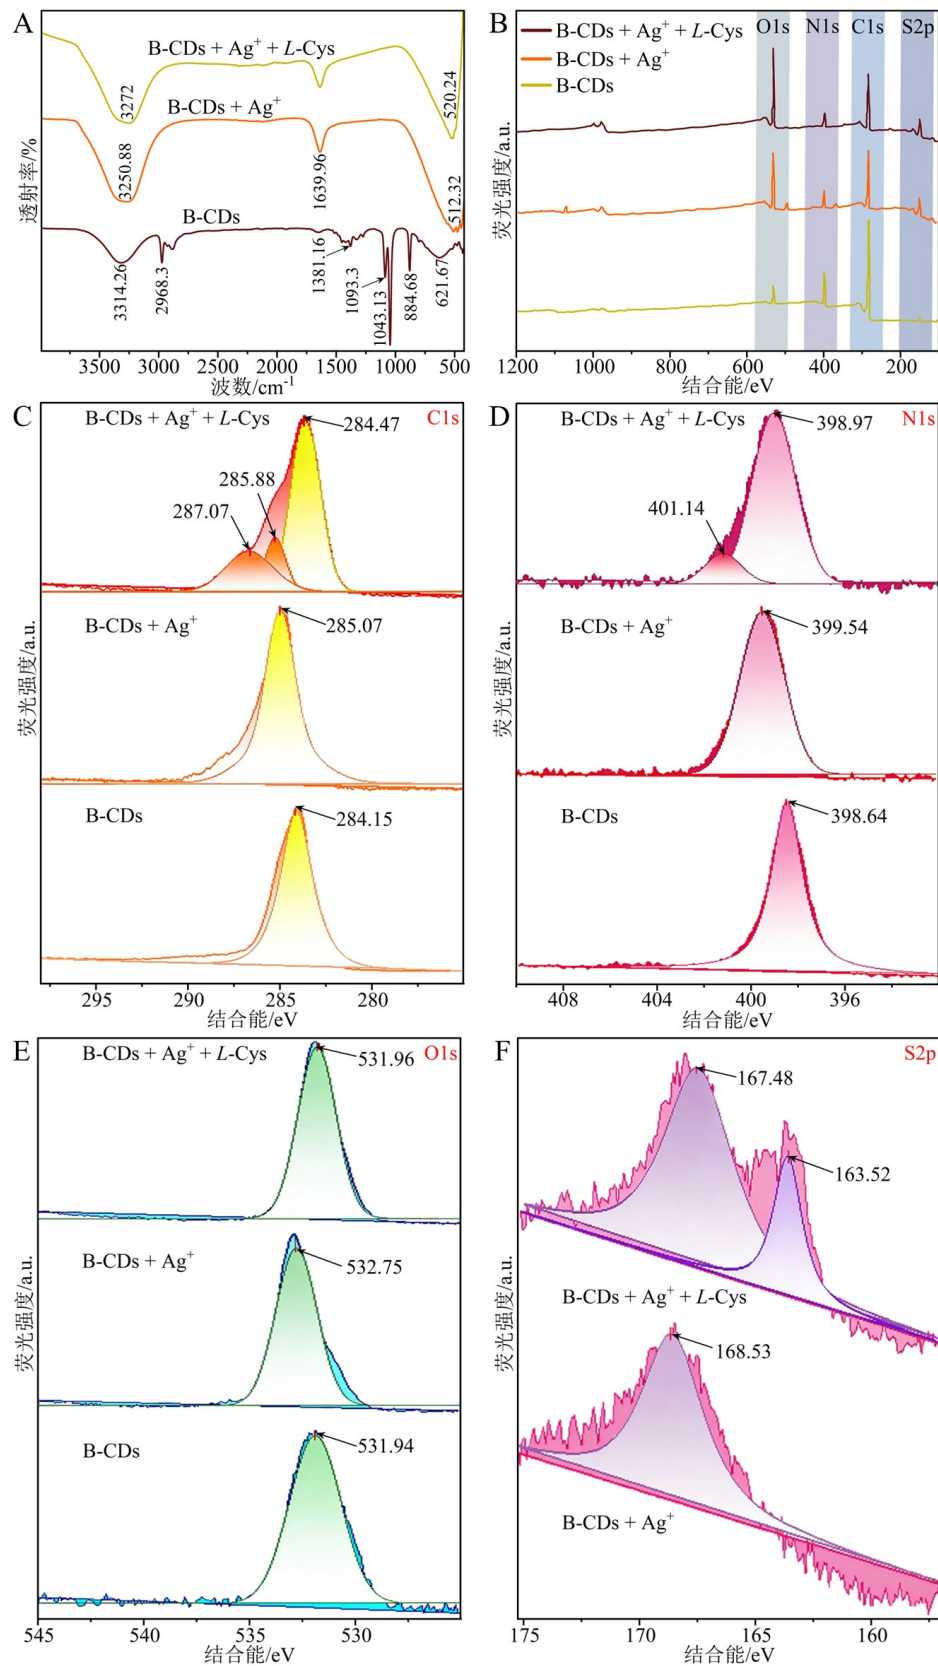 A
B-CDs + Ag⁺ + L-Cys
3272
520.24
B-CDs + Ag⁺
3250.88
1639.96
512.32
B-CDs
3314.26
2968.3
1381.16
1093.3
1043.13
884.68
621.67
透射率/%
3500 3000 2500 2000 1500 1000 500
波数/cm⁻¹
B
B-CDs + Ag⁺ + L-Cys
B-CDs + Ag⁺
B-CDs
O1s N1s C1s S2p
荧光强度/a.u.
1200 1000 800 600 400 200
结合能/eV
C
B-CDs + Ag⁺ + L-Cys
C1s
284.47
285.88
287.07
B-CDs + Ag⁺
285.07
B-CDs
284.15
荧光强度/a.u.
295 290 285 280
结合能/eV
D
B-CDs + Ag⁺ + L-Cys
N1s
398.97
401.14
B-CDs + Ag⁺
399.54
B-CDs
398.64
荧光强度/a.u.
408 404 400 396
结合能/eV
E
B-CDs + Ag⁺ + L-Cys
O1s
531.96
B-CDs + Ag⁺
532.75
B-CDs
531.94
荧光强度/a.u.
545 540 535 530
结合能/eV
F
S2p
167.48
163.52
B-CDs + Ag⁺ + L-Cys
168.53
B-CDs + Ag⁺
荧光强度/a.u.
175 170 165 160
结合能/eV